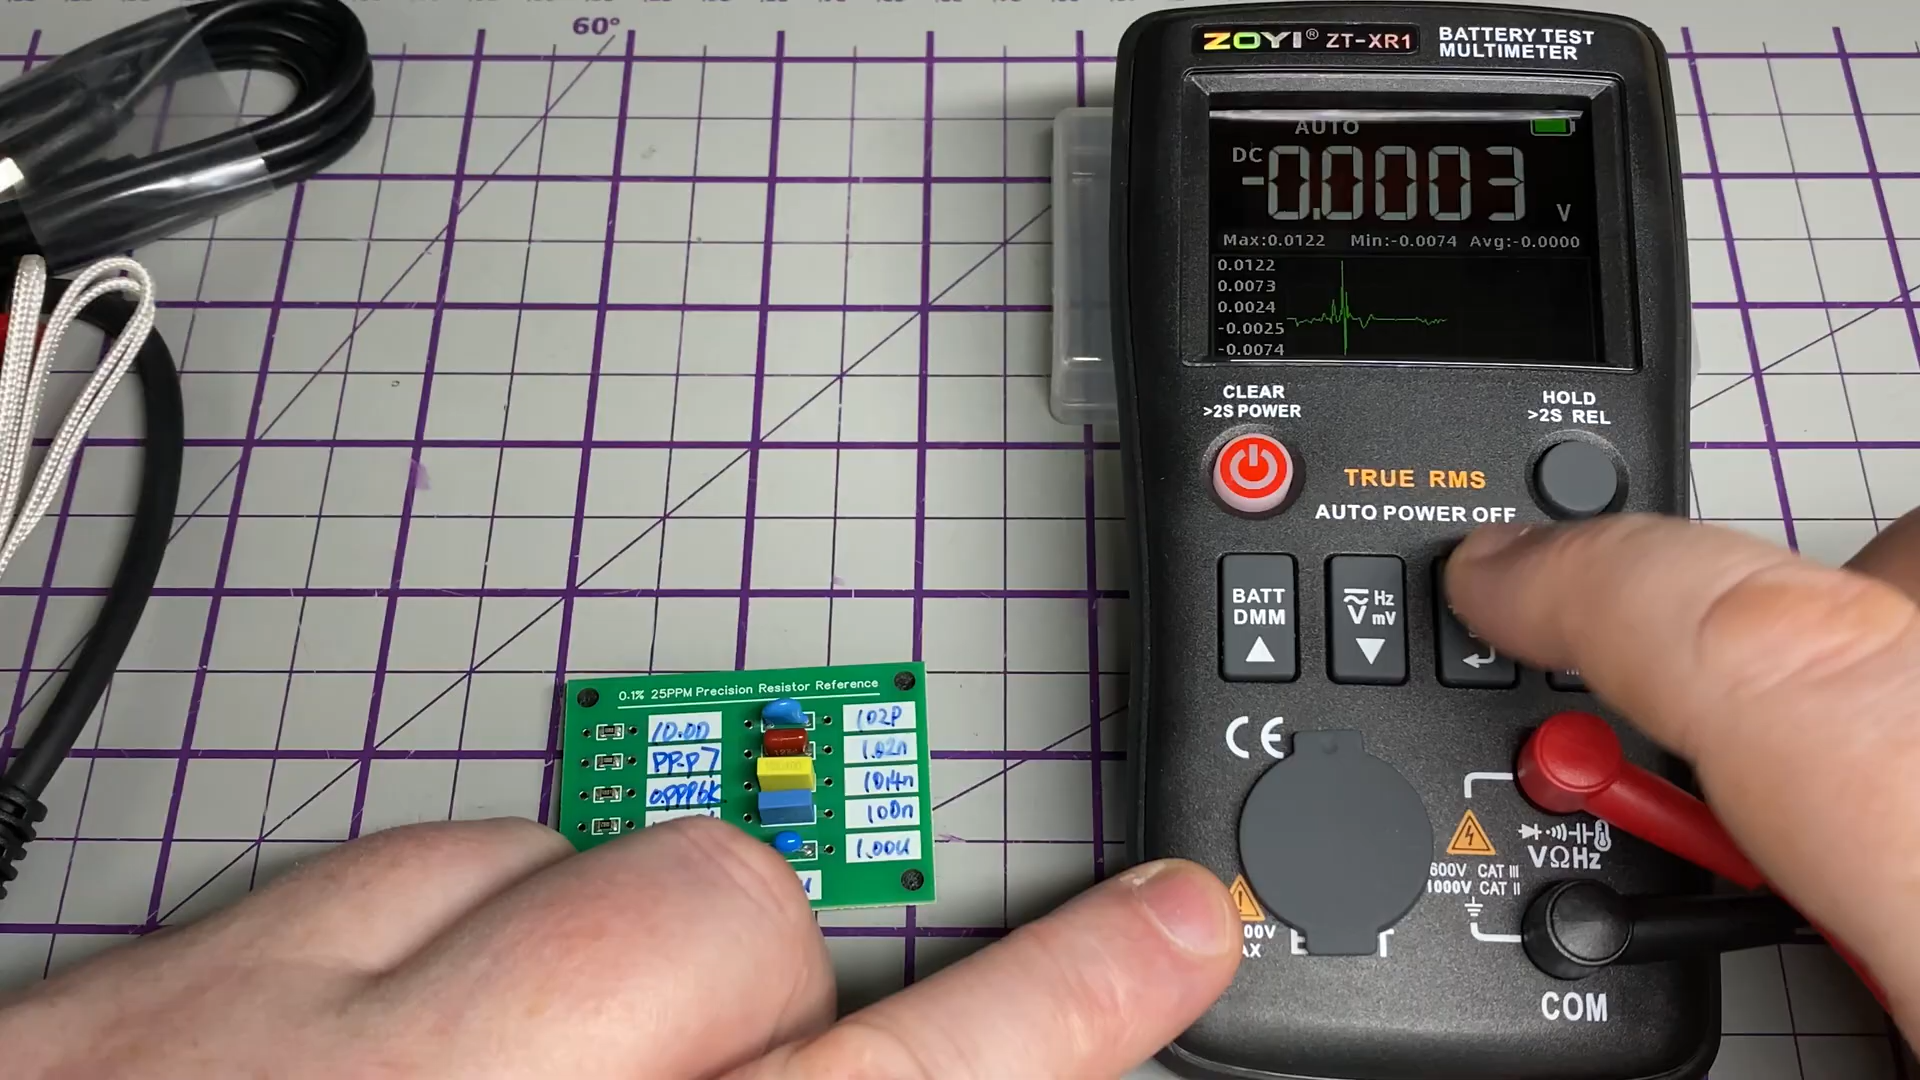 60°
ZOYI® ZT-XR1
BATTERY TEST
MULTIMETER
AUTO
DC
-0.0003
V
Max:0.0122 Min:-0.0074 Avg:-0.0000
0.0122
0.0073
0.0024
-0.0025
-0.0074
CLEAR
>2S POWER
HOLD
>2S REL
TRUE RMS
AUTO POWER OFF
BATT
DMM
Hz
V mV
CE
VΩHz
600V CAT III
1000V CAT II
COM
0.1% 25PPM Precision Resistor Reference
102P
1.02n
10.4n
100n
1.00u